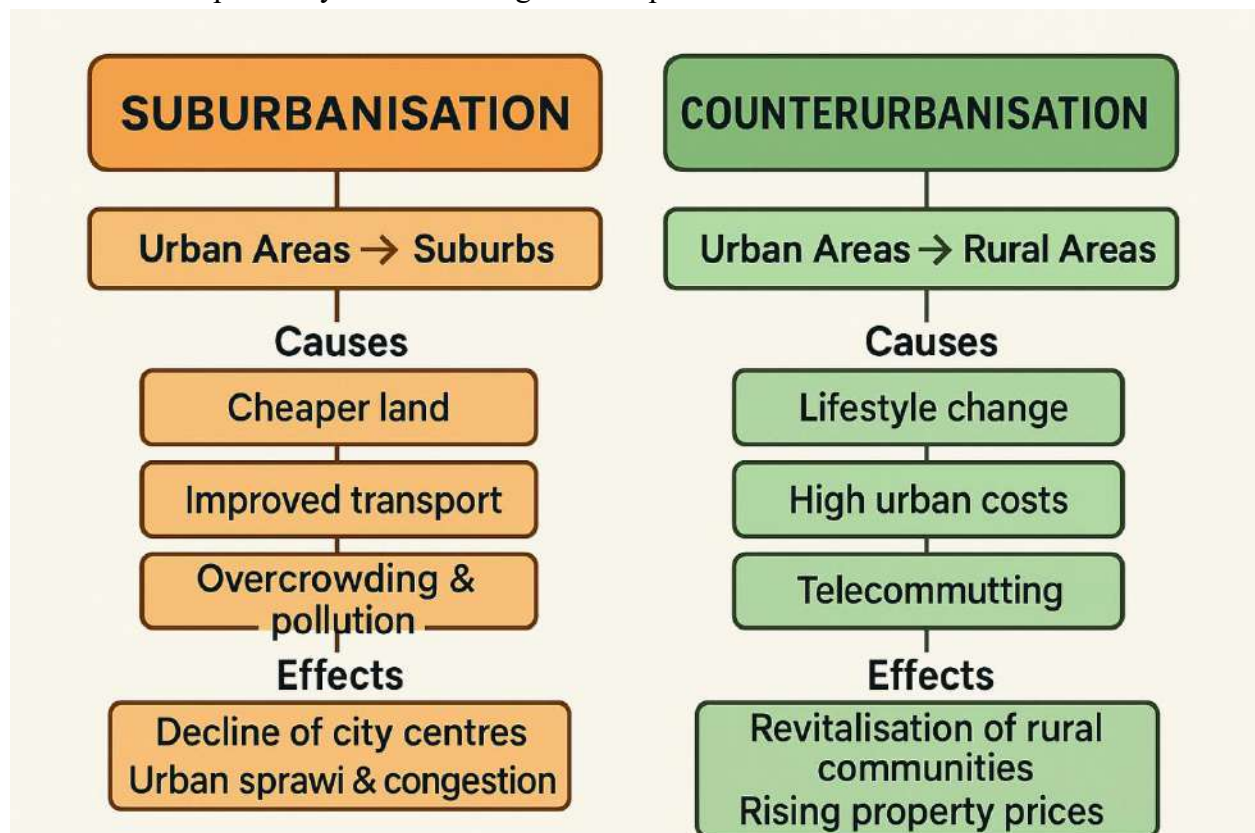 SUBURBANISATION
Urban Areas → Suburbs
Causes
Cheaper land
Improved transport
Overcrowding &
pollution
Effects
Decline of city centres
Urban sprawi & congestion
COUNTERURBANISATION
Urban Areas → Rural Areas
Causes
Lifestyle change
High urban costs
Telecommutting
Effects
Revitalisation of rural
communities
Rising property prices